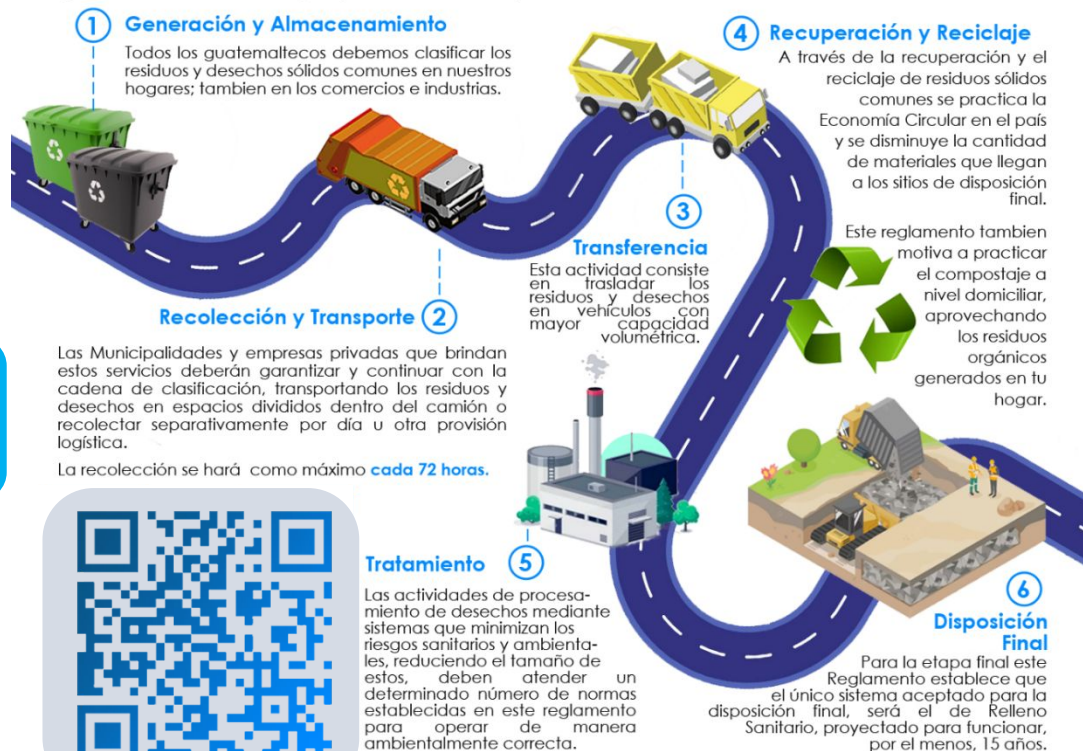 1 Generación y Almacenamiento
Todos los guatemaltecos debemos clasificar los
residuos y desechos sólidos comunes en nuestros
hogares; tambien en los comercios e industrias.
Recolección y Transporte 2
Las Municipalidades y empresas privadas que brindan
estos servicios deberán garantizar y continuar con la
cadena de clasificación, transportando los residuos y
desechos en espacios divididos dentro del camión o
recolectar separativamente por día u otra provisión
logística.
La recolección se hará como máximo cada 72 horas.
3
Transferencia
Esta actividad consiste
en trasladar los
residuos y desechos
en vehículos con
mayor capacidad
volumétrica.
4 Recuperación y Reciclaje
A través de la recuperación y el
reciclaje de residuos sólidos
comunes se practica la
Economía Circular en el país
y se disminuye la cantidad
de materiales que llegan
a los sitios de disposición
final.
Este reglamento tambien
motiva a practicar
el compostaje a
nivel domiciliar,
aprovechando
los residuos
orgánicos
generados en tu
hogar.
Tratamiento 5
Las actividades de procesa-
miento de desechos mediante
sistemas que minimizan los
riesgos sanitarios y ambienta-
les, reduciendo el tamaño de
estos, deben atender un
determinado número de normas
establecidas en este reglamento
para operar de manera
ambientalmente correcta.
6
Disposición
Final
Para la etapa final este
Reglamento establece que
el único sistema aceptado para la
disposición final, será el de Relleno
Sanitario, proyectado para funcionar,
por el mas, 15 años.